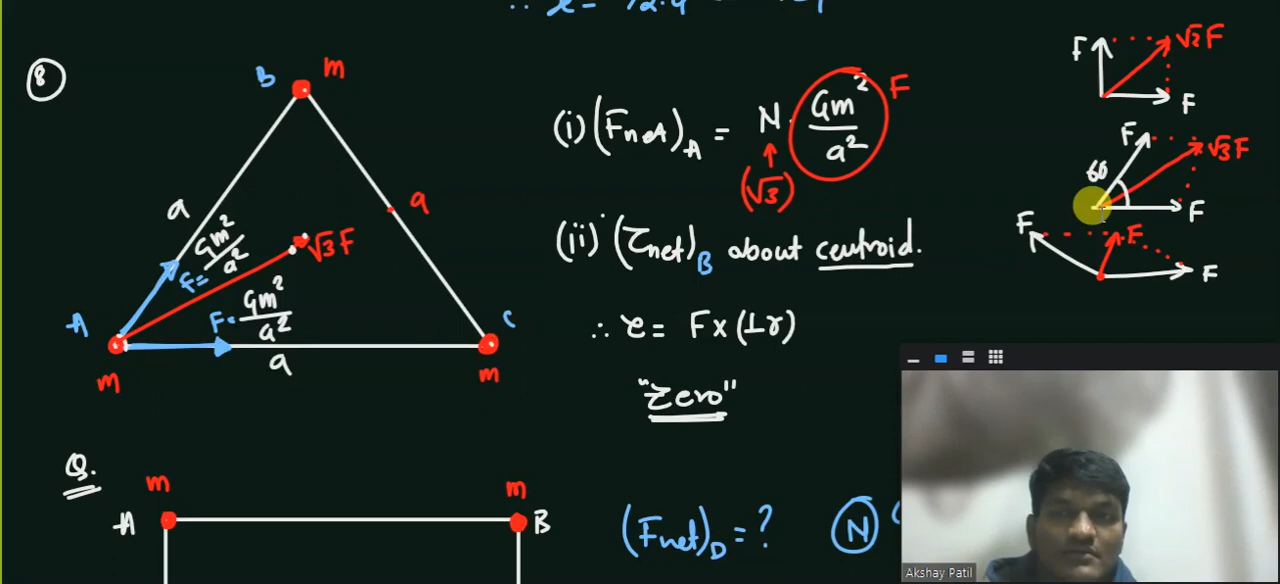 8
B m
a
a
F = Gm²/a²
√3F
A
F = Gm²/a²
C
m
a
m
(i) (Fnet)A = N. Gm²/a² F
(√3)
(ii) (τnet)B about centroid.
∴ τ = F×(⊥r)
"Zero"
F
√2F
F
F
√3F
60
F
F
F
F
Q.
m
m
A
B
(Fnet)D = ?
N
Akshay Patil